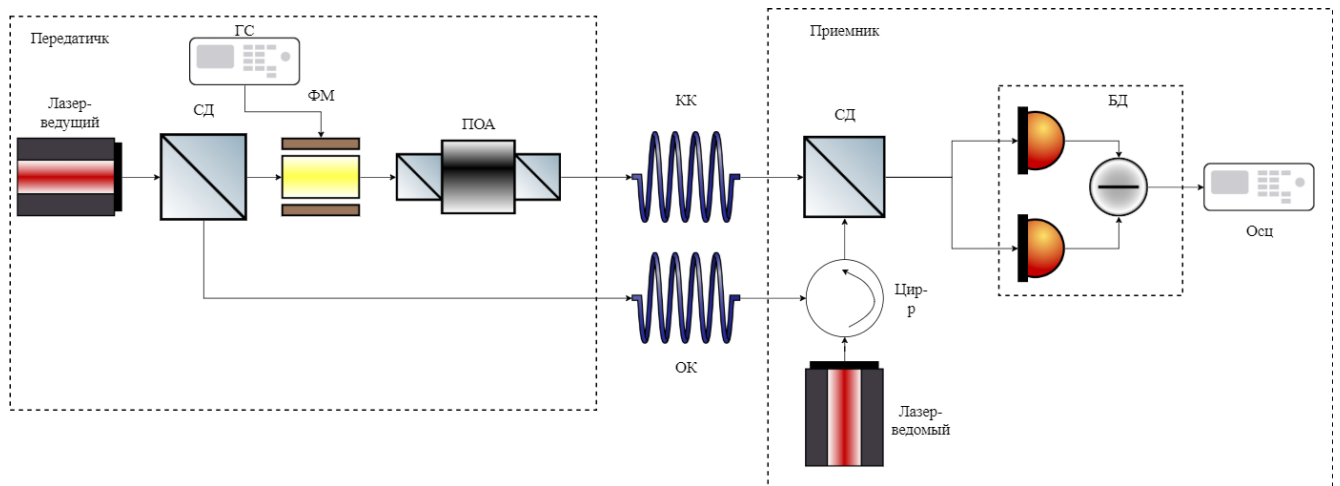 Передатичк
ГС
Приемник
Лазер-
ведущий
СД
ФМ
ПОА
КК
СД
БД
Осц
Цир-
р
ОК
Лазер-
ведомый